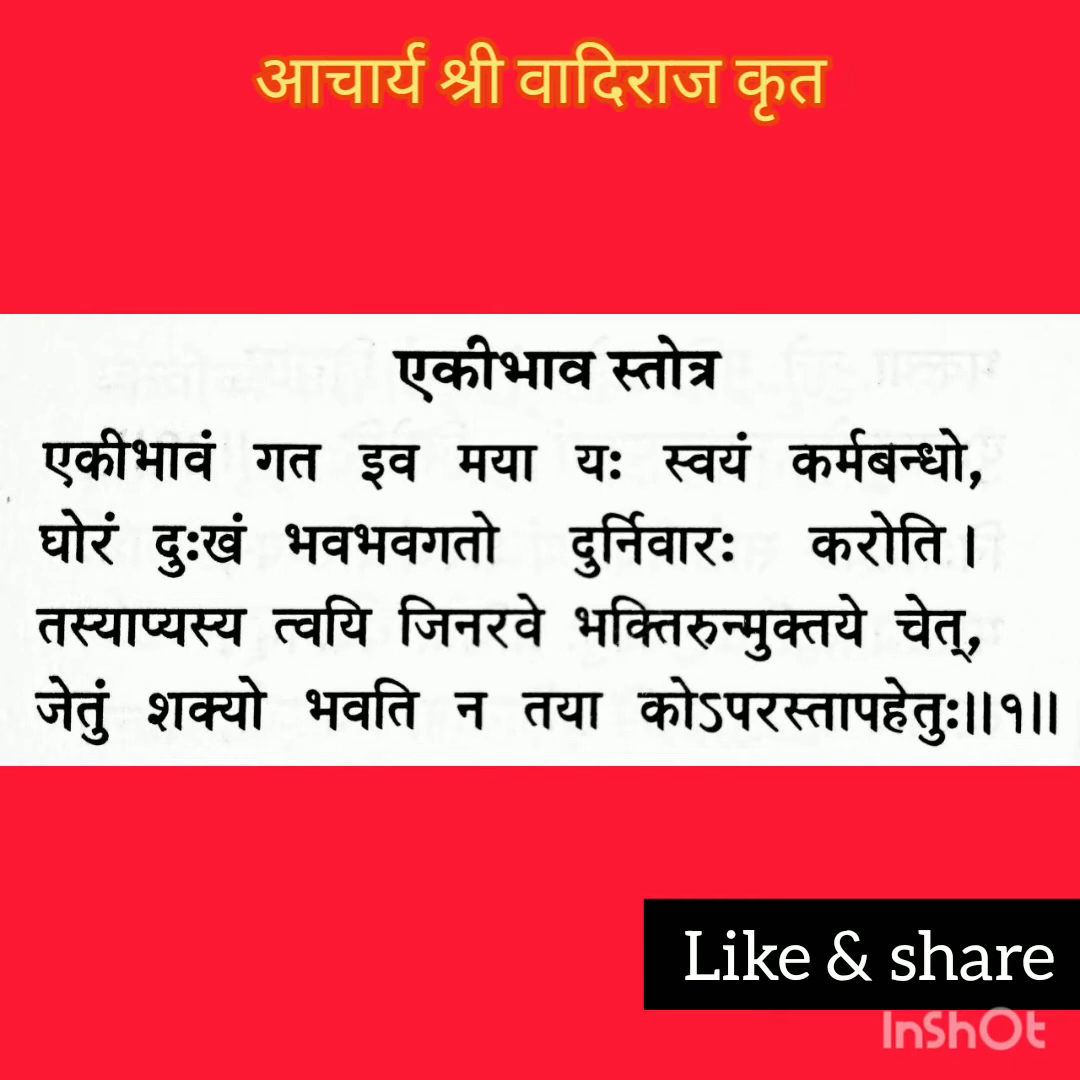 आचार्य श्री वादिराज कृत
एकीभाव स्तोत्र
एकीभावं गत इव मया यः स्वयं कर्मबन्धो,
घोरं दुःखं भवभवगतो दुर्निवारः करोति।
तस्याप्यस्य त्वयि जिनरवे भक्तिरुन्मुक्तये चेत्,
जेतुं शक्यो भवति न तया कोऽपरस्तापहेतुः॥१॥
Like & share
InShOt